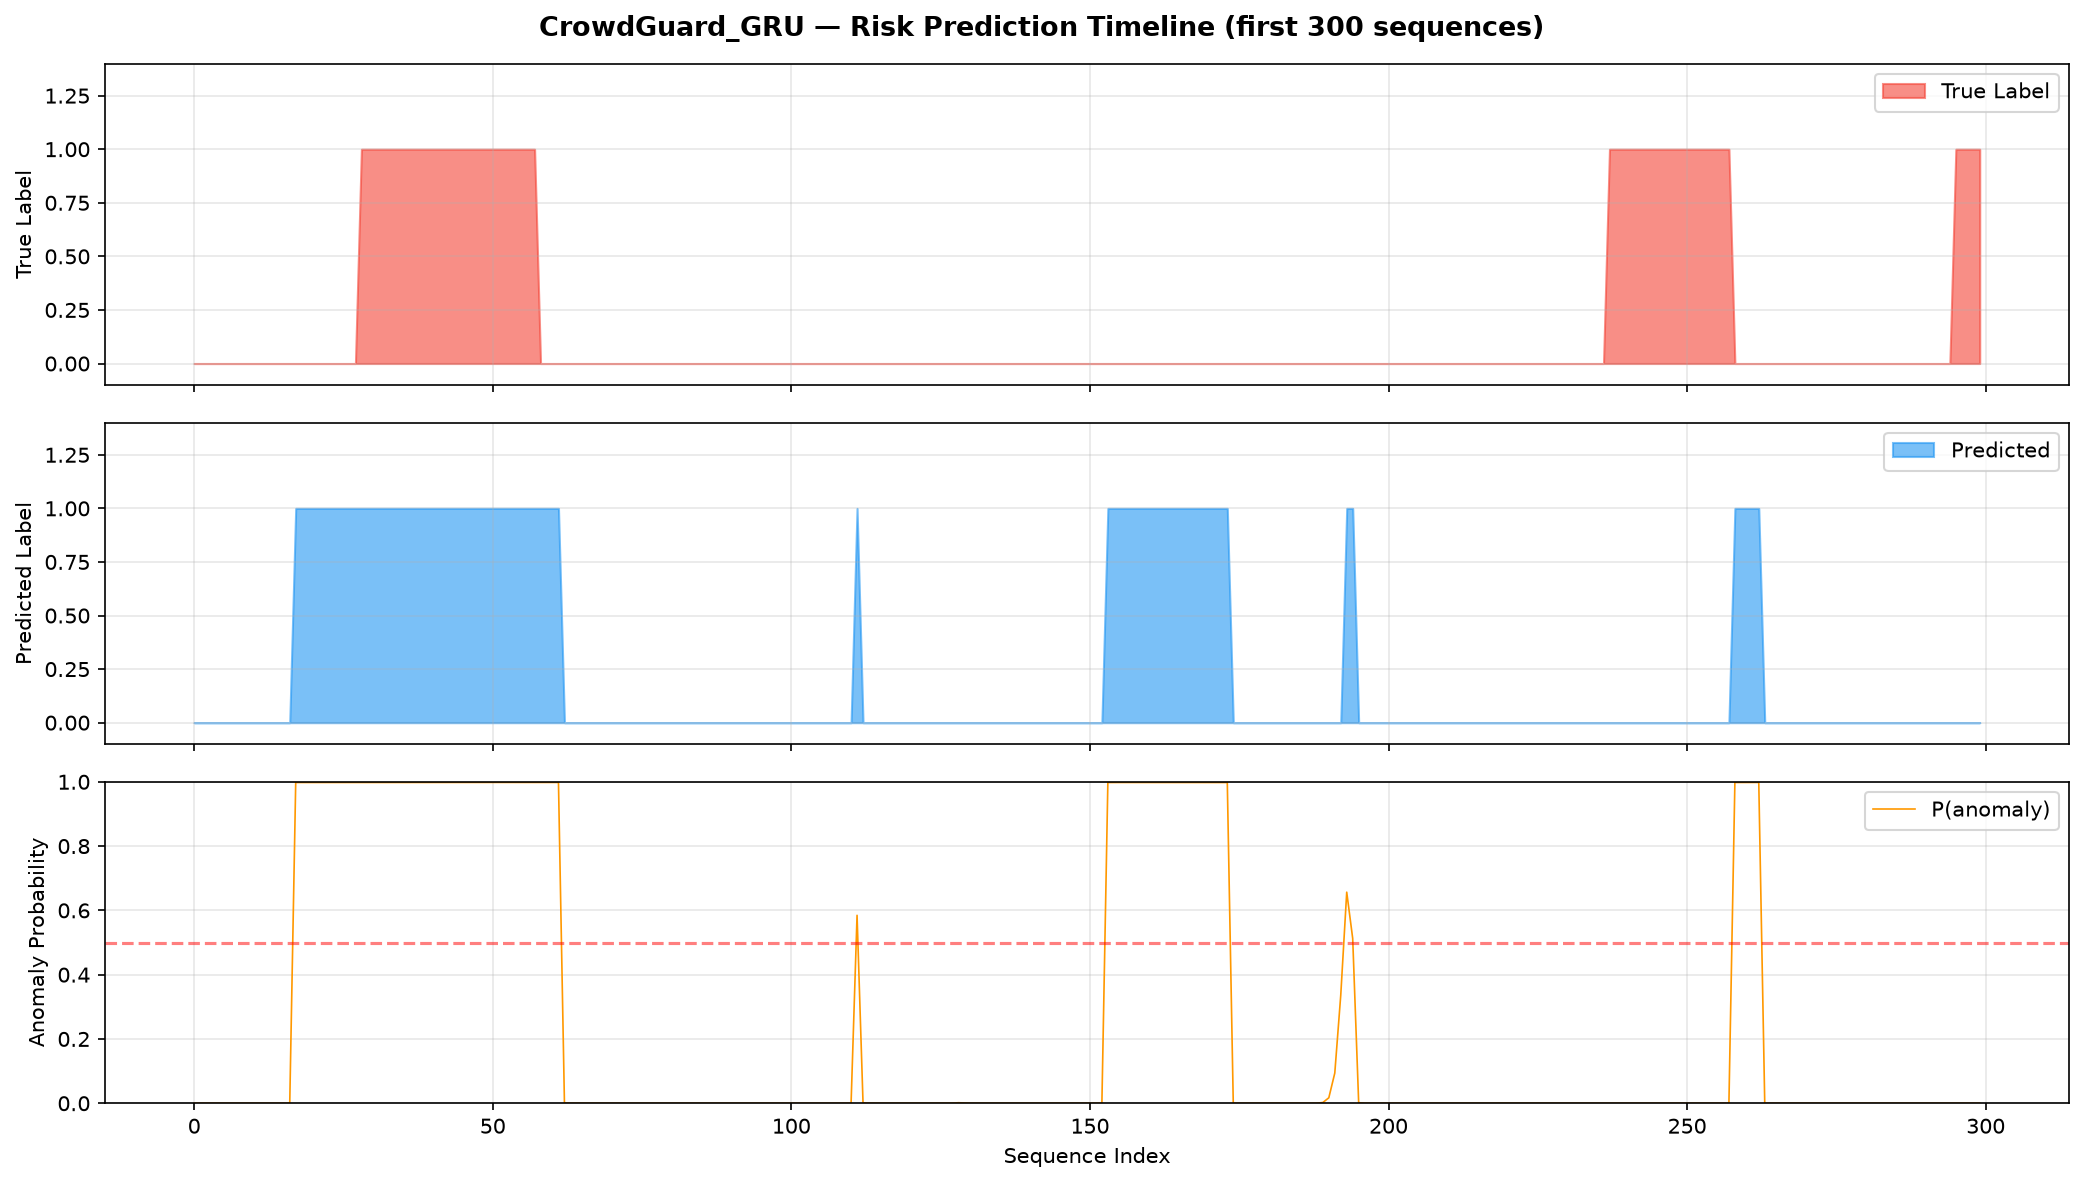 CrowdGuard_GRU — Risk Prediction Timeline (first 300 sequences)
True Label
True Label
1.25
1.00
0.75
0.50
0.25
0.00
Predicted
Predicted Label
1.25
1.00
0.75
0.50
0.25
0.00
P(anomaly)
Anomaly Probability
1.0
0.8
0.6
0.4
0.2
0.0
0 50 100 150 200 250 300
Sequence Index